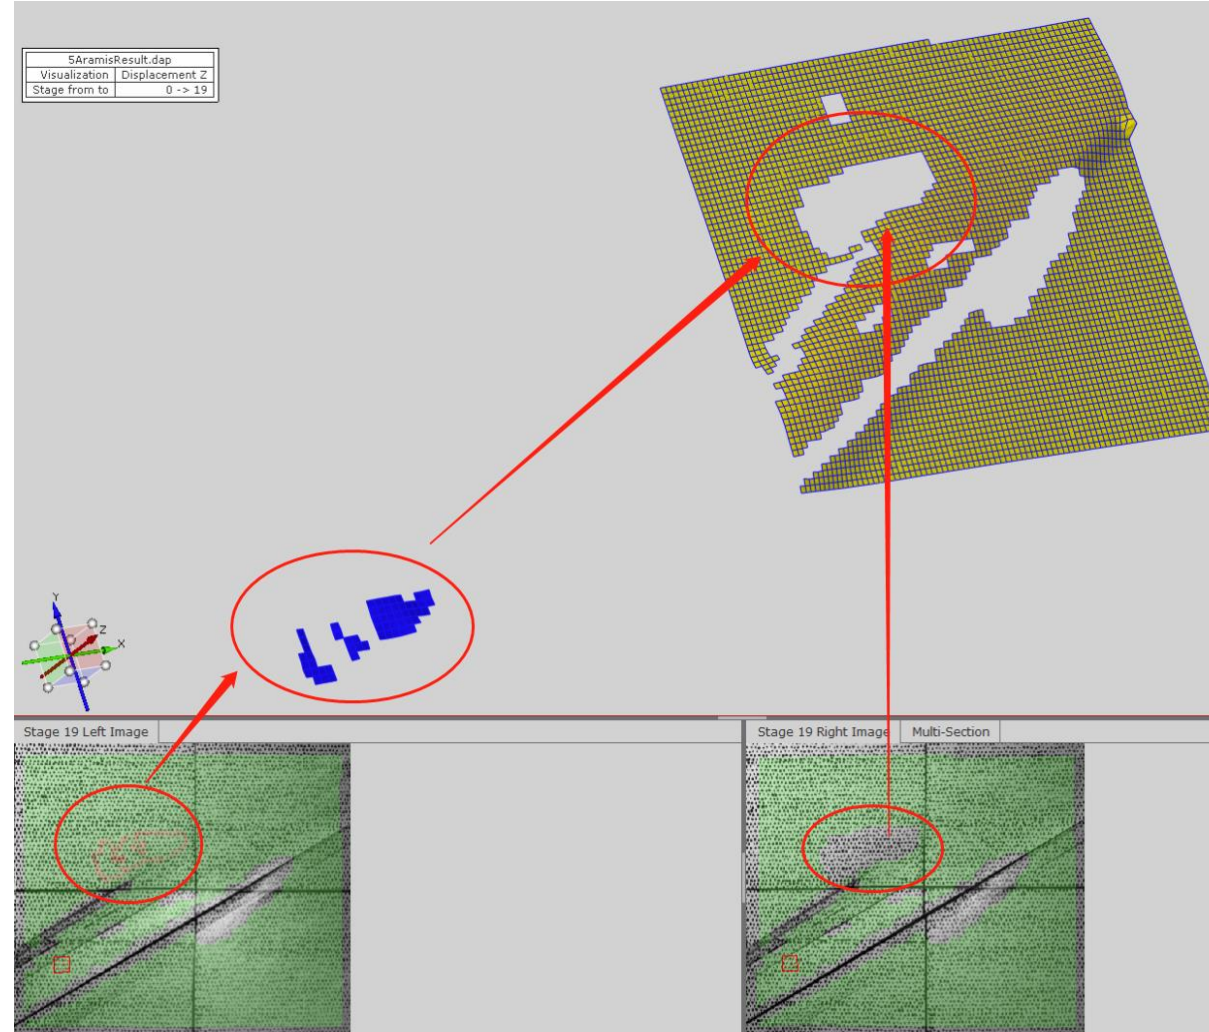 5AramisResult.dap
Visualization Displacement Z
Stage from to 0 -> 19
Y
Z
X
Stage 19 Left Image
Stage 19 Right Image Multi-Section